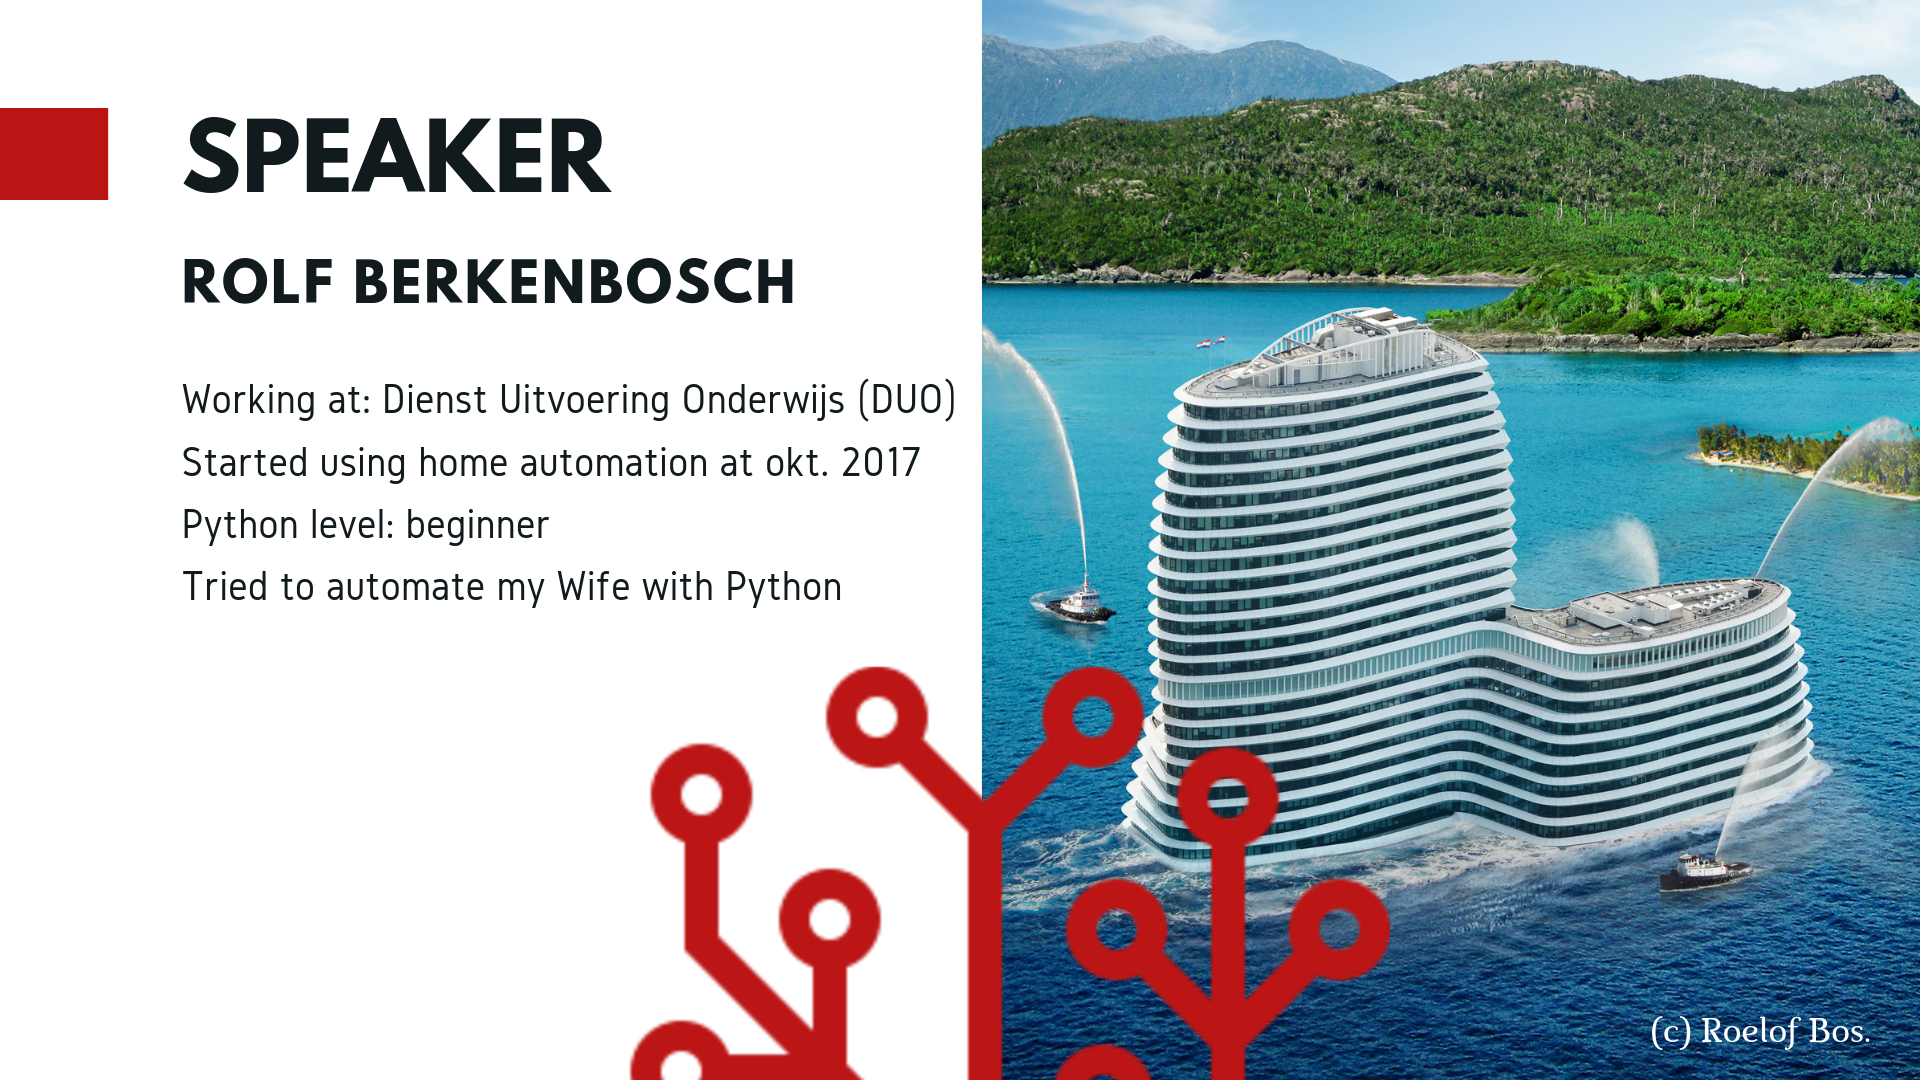 SPEAKER
ROLF BERKENBOSCH
Working at: Dienst Uitvoering Onderwijs (DUO)
Started using home automation at okt. 2017
Python level: beginner
Tried to automate my Wife with Python
(c) Roelof Bos.